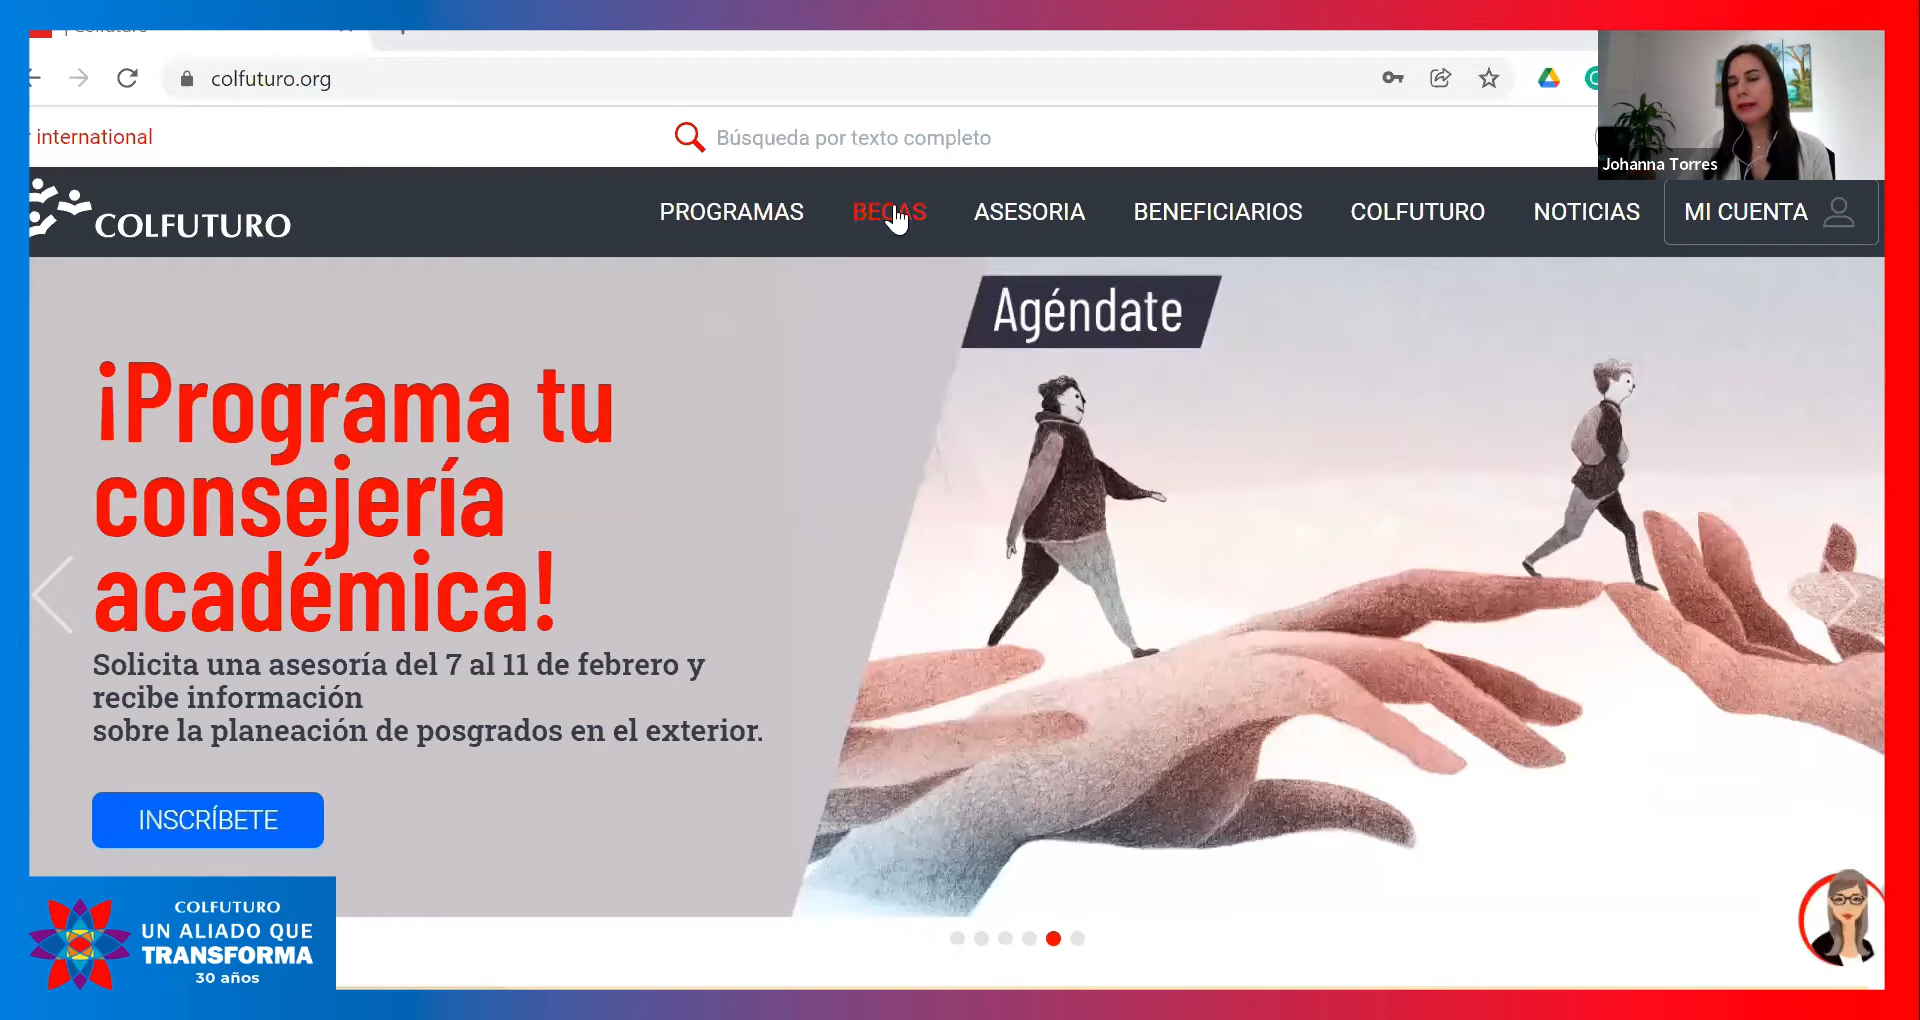 colfuturo.org
international
Búsqueda por texto completo
Johanna Torres
COLFUTURO
PROGRAMAS
BECAS
ASESORIA
BENEFICIARIOS
COLFUTURO
NOTICIAS
MI CUENTA
Agéndate
¡Programa tu
consejería
académica!
Solicita una asesoría del 7 al 11 de febrero y
recibe información
sobre la planeación de posgrados en el exterior.
INSCRÍBETE
COLFUTURO
UN ALIADO QUE
TRANSFORMA
30 años